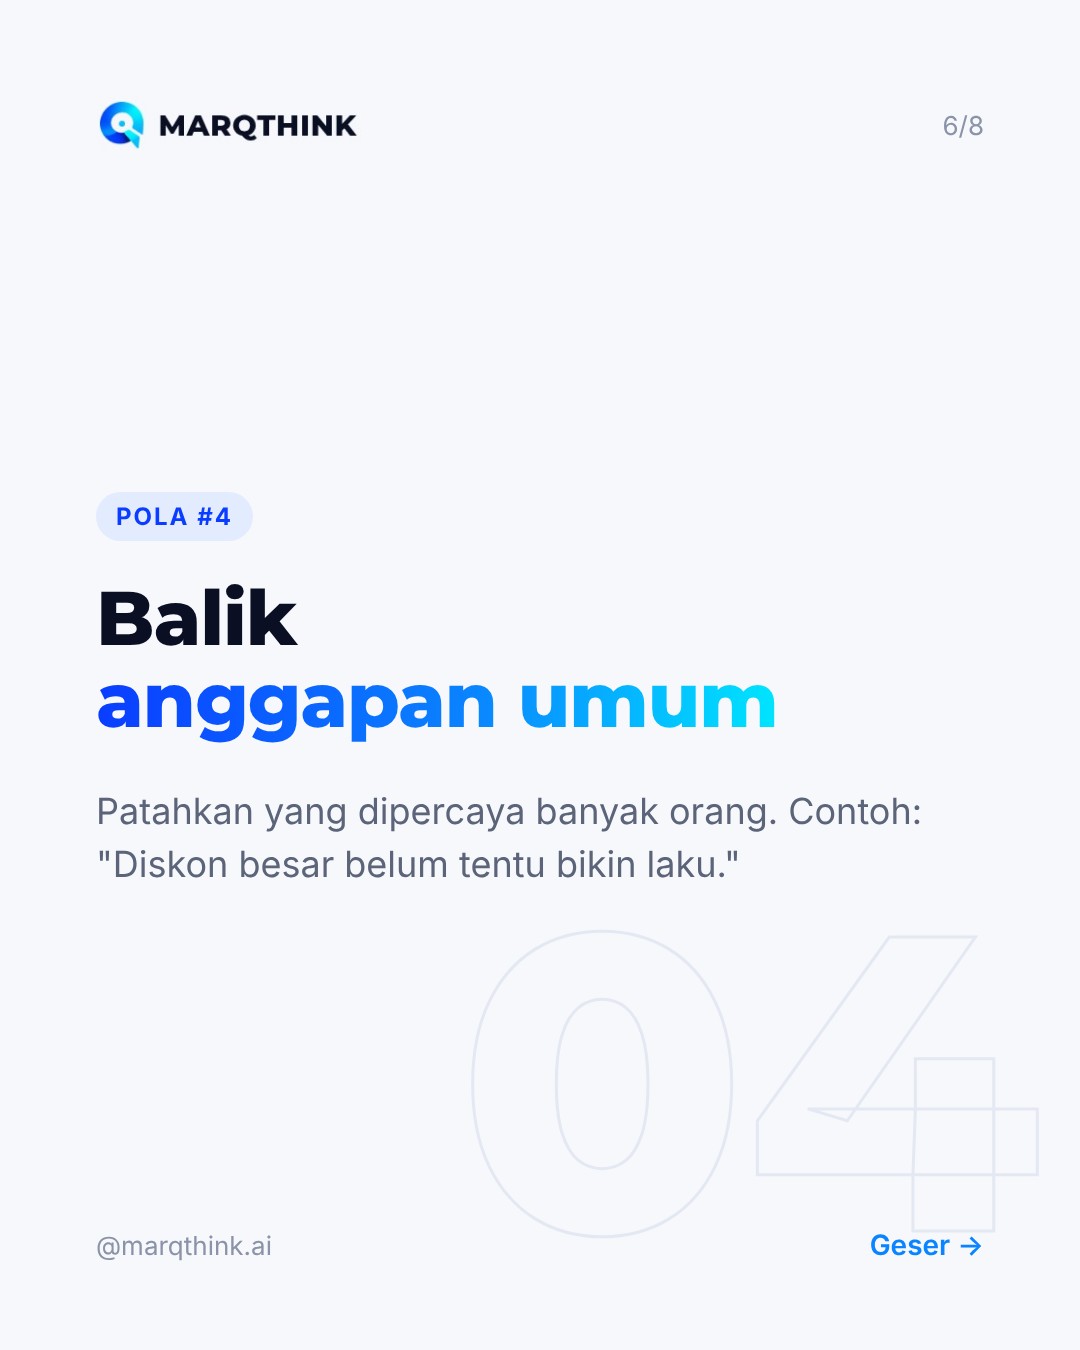 MARQTHINK
6/8
POLA #4
Balik
anggapan umum
Patahkan yang dipercaya banyak orang. Contoh:
"Diskon besar belum tentu bikin laku."
04
@marqthink.ai
Geser →